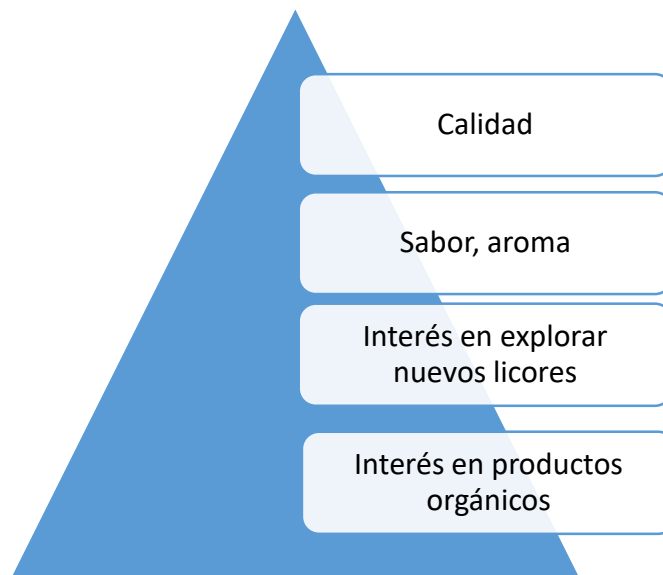 Calidad
Sabor, aroma
Interés en explorar
nuevos licores
Interés en productos
orgánicos